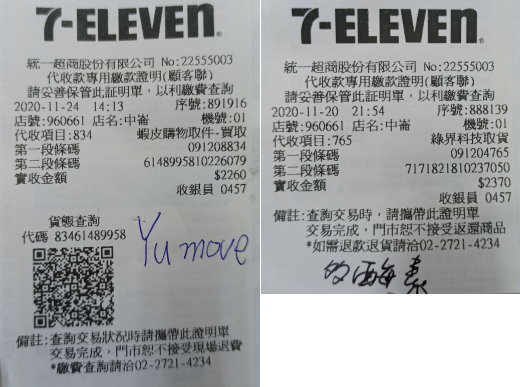 7-ELEVEN®
統一超商股份有限公司 No:22555003
代收款專用繳款證明(顧客聯)
請妥善保管此証明單，以利繳費查詢
2020-11-24 14:13 序號:891916
店號:960661 店名:中崙 機號:01
代收項目:834 蝦皮購物取件-買取
第一段條碼 091208834
第二段條碼 6148995810226079
實收金額 $2260
收銀員 0457
貨態查詢
代碼 83461489958
Yu move
備註:查詢交易狀況時請攜帶此證明單
交易完成，門市恕不接受現場退費
*繳費查詢請洽02-2721-4234
7-ELEVEN®
統一超商股份有限公司 No:22555003
代收款專用繳款證明(顧客聯)
請妥善保管此証明單，以利繳費查詢
2020-11-20 21:54 序號:888139
店號:960661 店名:中崙 機號:01
代收項目:765 綠界科技取貨
第一段條碼 091204765
第二段條碼 7171821810237050
實收金額 $2370
收銀員 0457
備註:查詢交易時，請攜帶此證明單
交易完成，門市恕不接受返還商品
*如需退款退貨請洽02-2721-4234